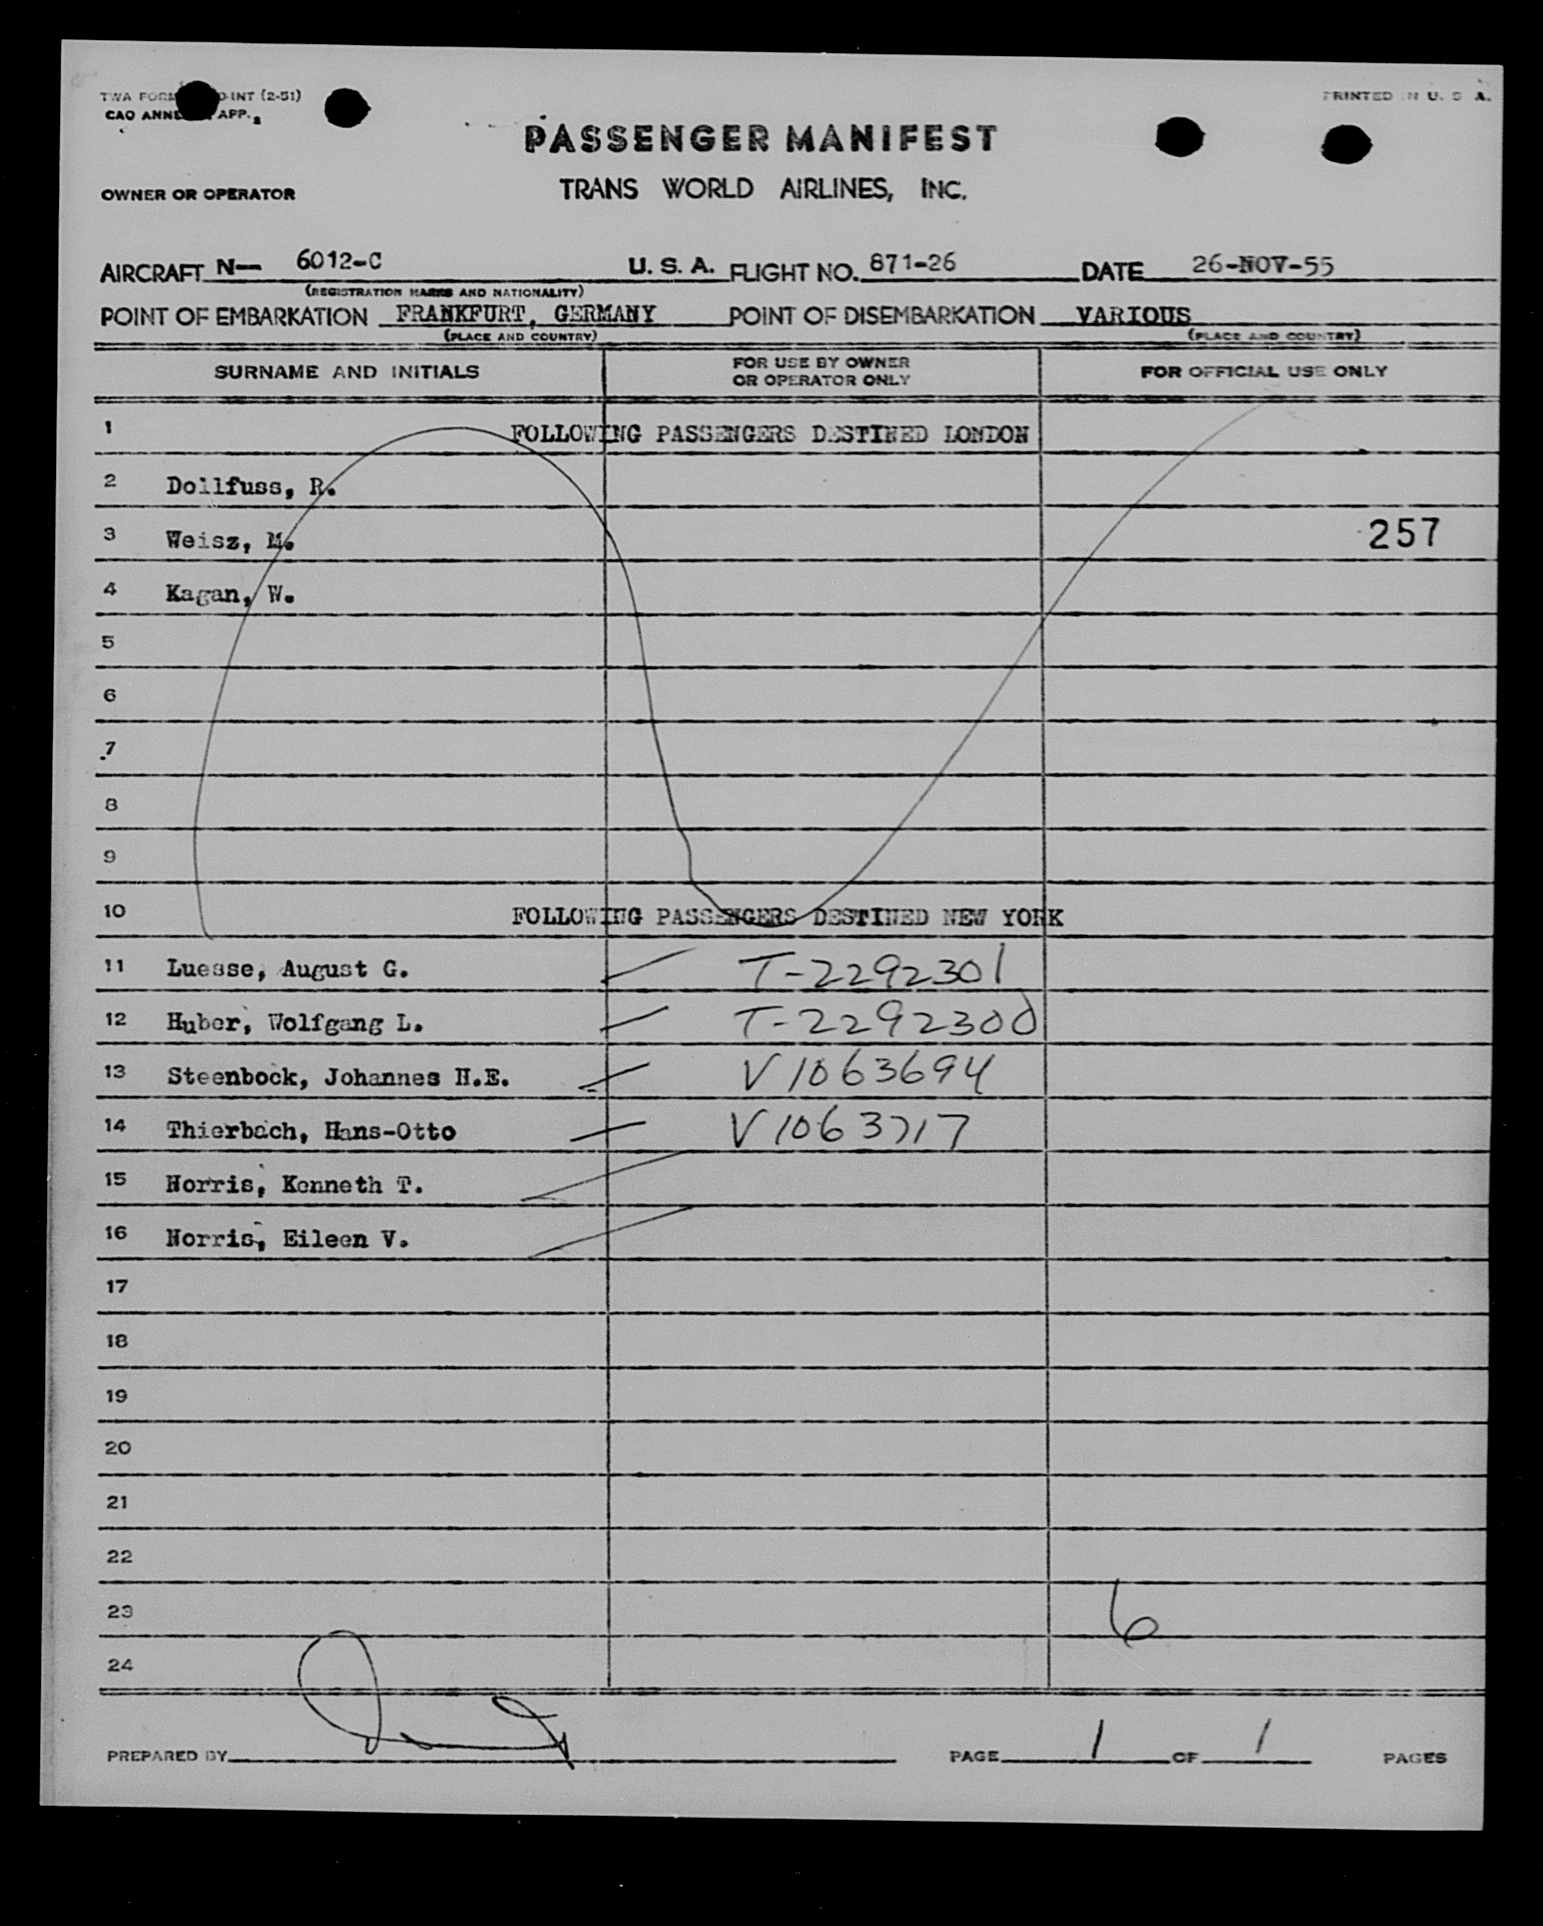 TWA FORM INT (2-51)
PRINTED IN U. S. A.
CAO ANNEX APP.
PASSENGER MANIFEST
OWNER OR OPERATOR TRANS WORLD AIRLINES, INC.
AIRCRAFT N— 6012-C U. S. A. FLIGHT NO. 871-26 DATE 26-NOV-55
(REGISTRATION MARKS AND NATIONALITY)
POINT OF EMBARKATION FRANKFURT, GERMANY POINT OF DISEMBARKATION VARIOUS
(PLACE AND COUNTRY) (PLACE AND COUNTRY)
SURNAME AND INITIALS FOR USE BY OWNER OR OPERATOR ONLY FOR OFFICIAL USE ONLY
1 FOLLOWING PASSENGERS DESTINED LONDON
2 Dollfuss, R.
3 Weisz, M. 257
4 Kagan, W.
5
6
7
8
9
10 FOLLOWING PASSENGERS DESTINED NEW YORK
11 Luesse, August G. T-2292301
12 Huber, Wolfgang L. T-2292300
13 Steenbock, Johannes H.E. V1063694
14 Thierbach, Hans-Otto V1063717
15 Norris, Kenneth T.
16 Norris, Eileen V.
17
18
19
20
21
22
23 6
24
PREPARED BY PAGE 1 OF 1 PAGES